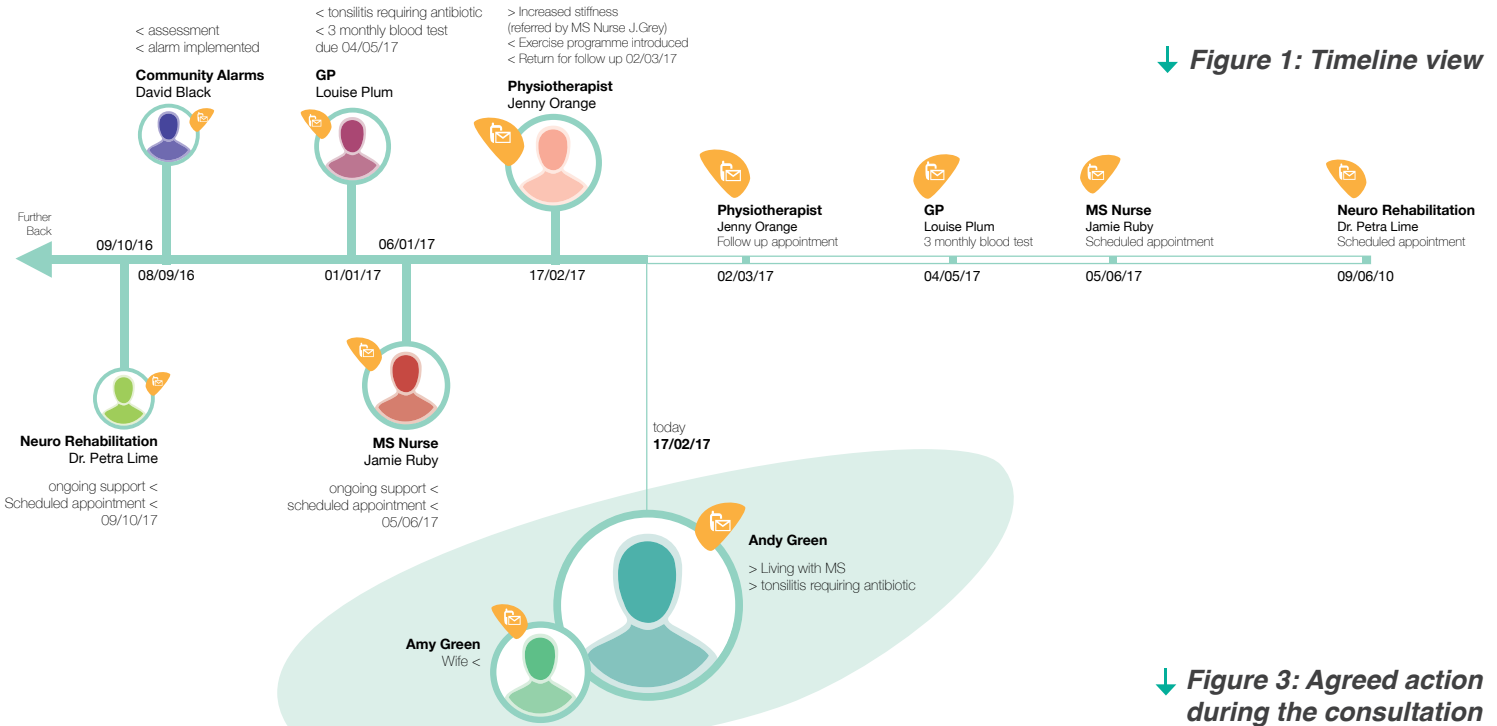 < assessment
< alarm implemented
Community Alarms
David Black
< tonsilitis requiring antibiotic
< 3 monthly blood test
due 04/05/17
GP
Louise Plum
> Increased stiffness
(referred by MS Nurse J.Grey)
< Exercise programme introduced
< Return for follow up 02/03/17
Physiotherapist
Jenny Orange
↓ Figure 1: Timeline view
Physiotherapist
Jenny Orange
Follow up appointment
GP
Louise Plum
3 monthly blood test
MS Nurse
Jamie Ruby
Scheduled appointment
Neuro Rehabilitation
Dr. Petra Lime
Scheduled appointment
Further
Back
09/10/16
06/01/17
08/09/16
01/01/17
17/02/17
02/03/17
04/05/17
05/06/17
09/06/10
Neuro Rehabilitation
Dr. Petra Lime
ongoing support <
Scheduled appointment <
09/10/17
MS Nurse
Jamie Ruby
ongoing support <
scheduled appointment <
05/06/17
today
17/02/17
Andy Green
> Living with MS
> tonsilitis requiring antibiotic
Amy Green
Wife <
↓ Figure 3: Agreed action
during the consultation